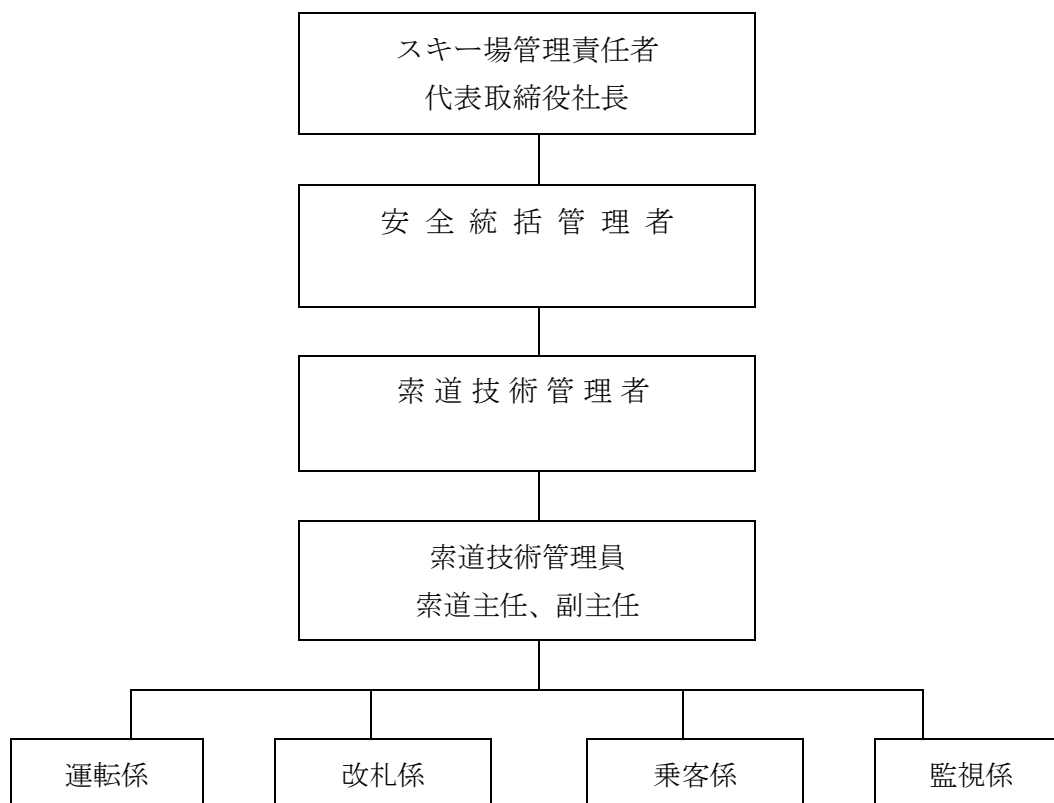 スキー場管理責任者
代表取締役社長
安全統括管理者
索道技術管理者
索道技術管理員
索道主任、副主任
運転係
改札係
乗客係
監視係